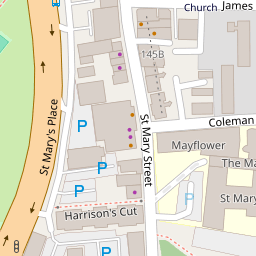 Church
James
145B
Coleman
St Mary's Place
St Mary Street
P
Mayflower
The Ma
P
P
P
P
St Mary
Harrison's Cut